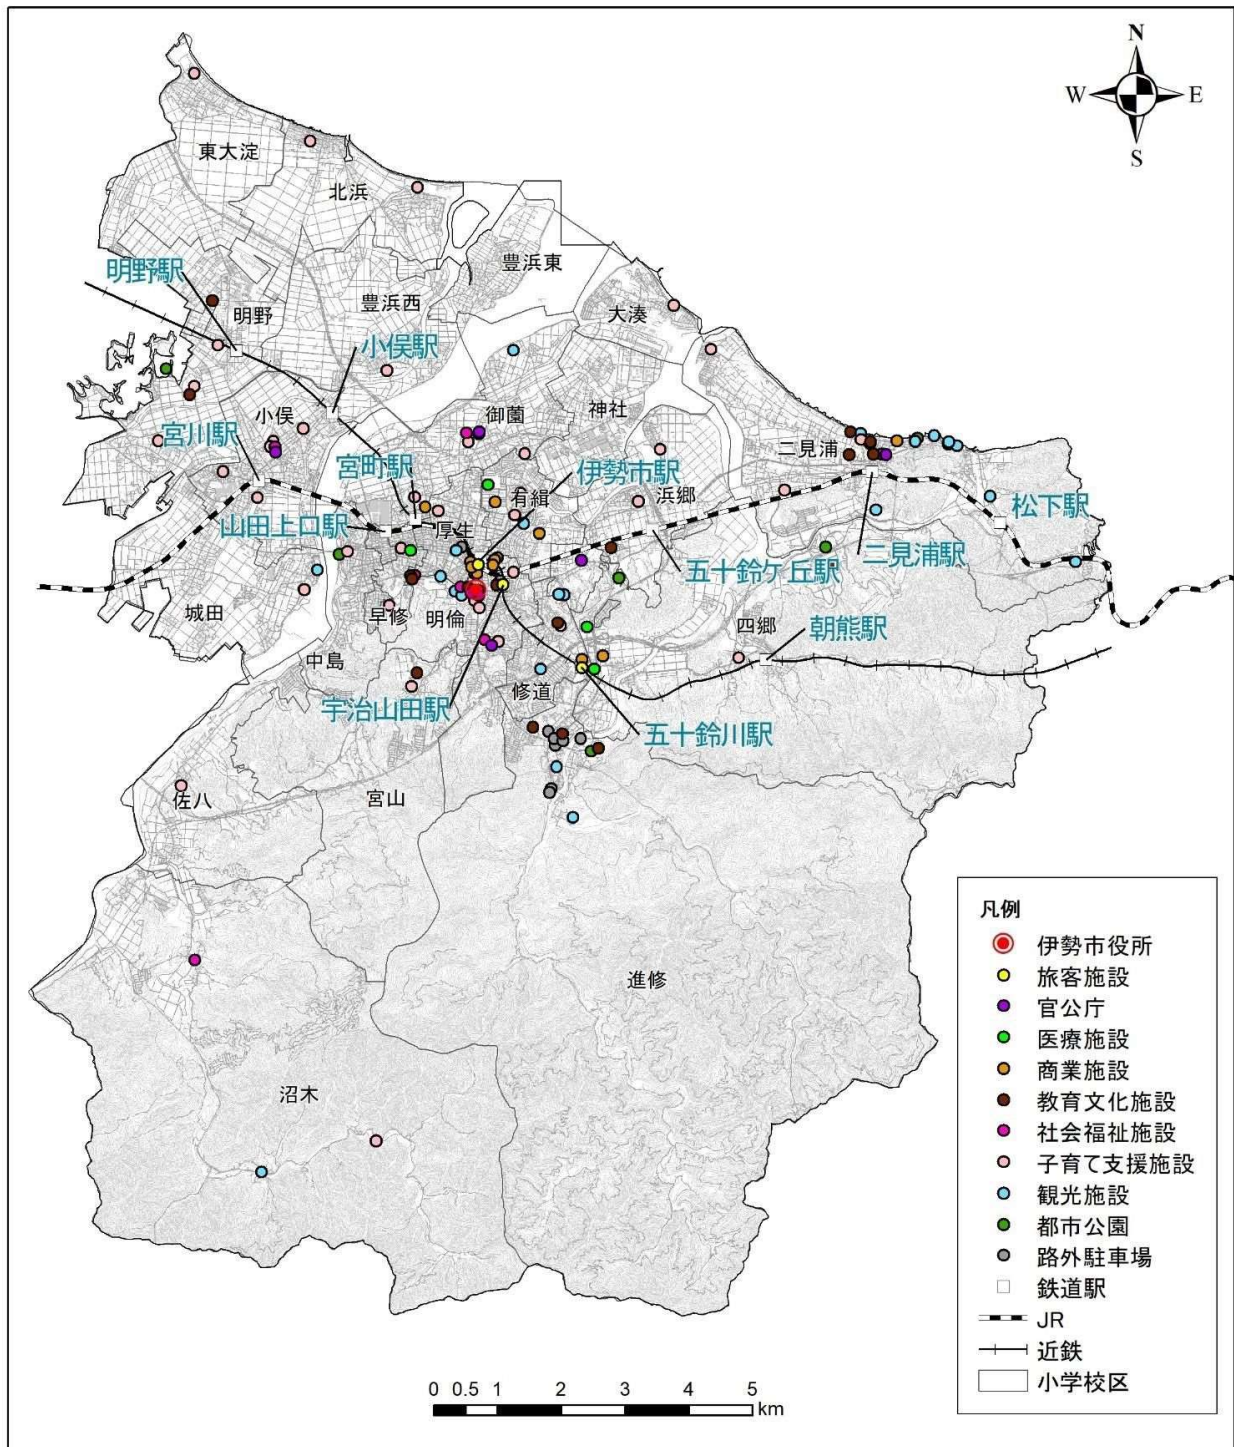 N
W
E
S
東大淀
北浜
豊浜東
明野駅
豊浜西
大湊
明野
小俣駅
小俣
御薗
神社
宮川駅
二見浦
宮町駅
伊勢市駅
有緝
浜郷
松下駅
山田上口駅
厚生
二見浦駅
五十鈴ケ丘駅
城田
早修
明倫
四郷
朝熊駅
中島
修道
宇治山田駅
五十鈴川駅
佐八
宮山
進修
沼木
凡例
伊勢市役所
旅客施設
官公庁
医療施設
商業施設
教育文化施設
社会福祉施設
子育て支援施設
観光施設
都市公園
路外駐車場
鉄道駅
JR
近鉄
小学校区
0 0.5 1 2 3 4 5
km